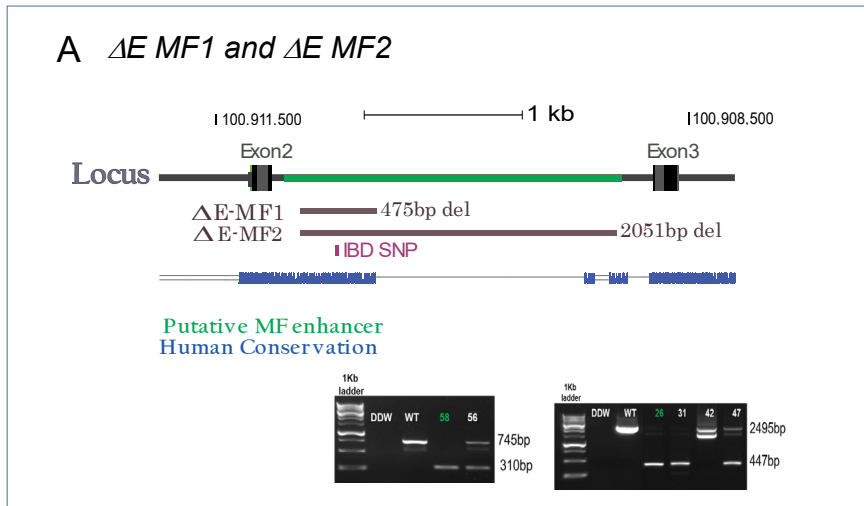 A ΔE MF1 and ΔE MF2
1 kb
100.911.500
100,908,500
Exon2
Exon3
Locus
ΔE-MF1
475bp del
ΔE-MF2
2051bp del
IBD SNP
Putative MF enhancer
Human Conservation
1Kb
ladder
DDW
WT
58
56
745bp
310bp
1Kb
ladder
DDW
WT
26
31
42
47
2495bp
447bp